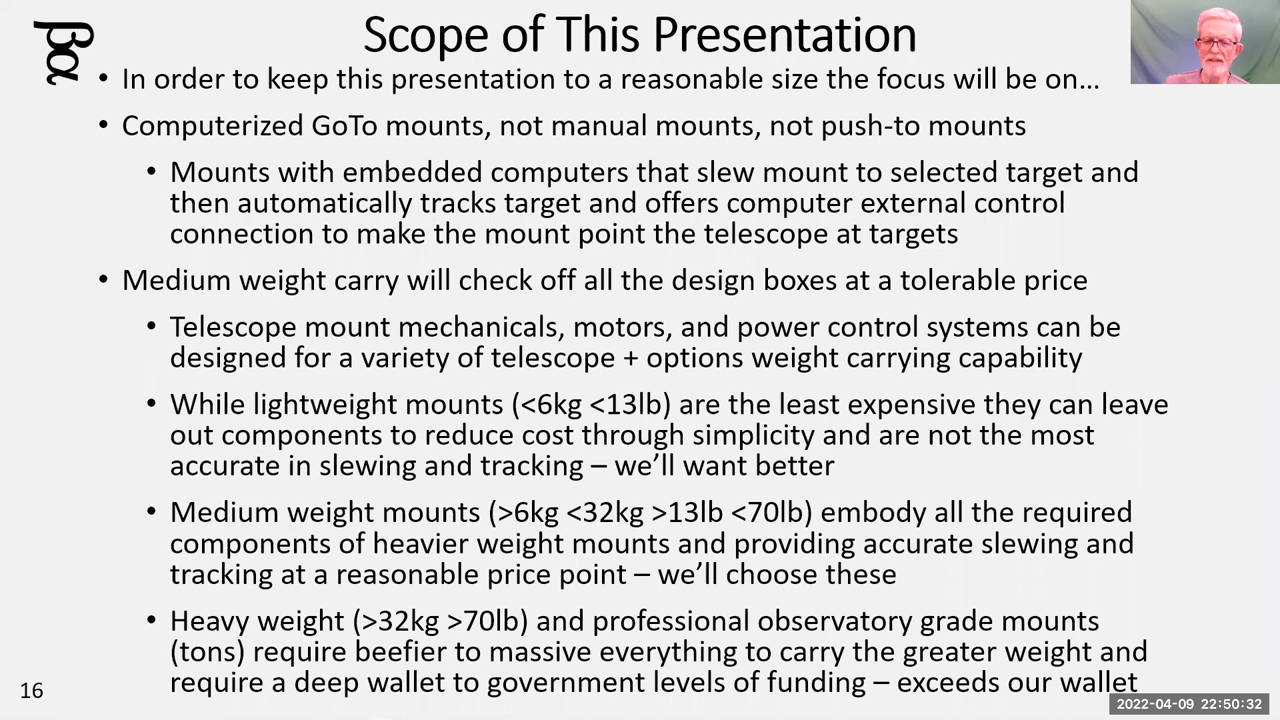 Scope of This Presentation
• In order to keep this presentation to a reasonable size the focus will be on…
• Computerized GoTo mounts, not manual mounts, not push-to mounts
• Mounts with embedded computers that slew mount to selected target and
then automatically tracks target and offers computer external control
connection to make the mount point the telescope at targets
• Medium weight carry will check off all the design boxes at a tolerable price
• Telescope mount mechanicals, motors, and power control systems can be
designed for a variety of telescope + options weight carrying capability
• While lightweight mounts (<6kg <13lb) are the least expensive they can leave
out components to reduce cost through simplicity and are not the most
accurate in slewing and tracking – we’ll want better
• Medium weight mounts (>6kg <32kg >13lb <70lb) embody all the required
components of heavier weight mounts and providing accurate slewing and
tracking at a reasonable price point – we’ll choose these
• Heavy weight (>32kg >70lb) and professional observatory grade mounts
(tons) require beefier to massive everything to carry the greater weight and
require a deep wallet to government levels of funding – exceeds our wallet
16
2022-04-09 22:50:32